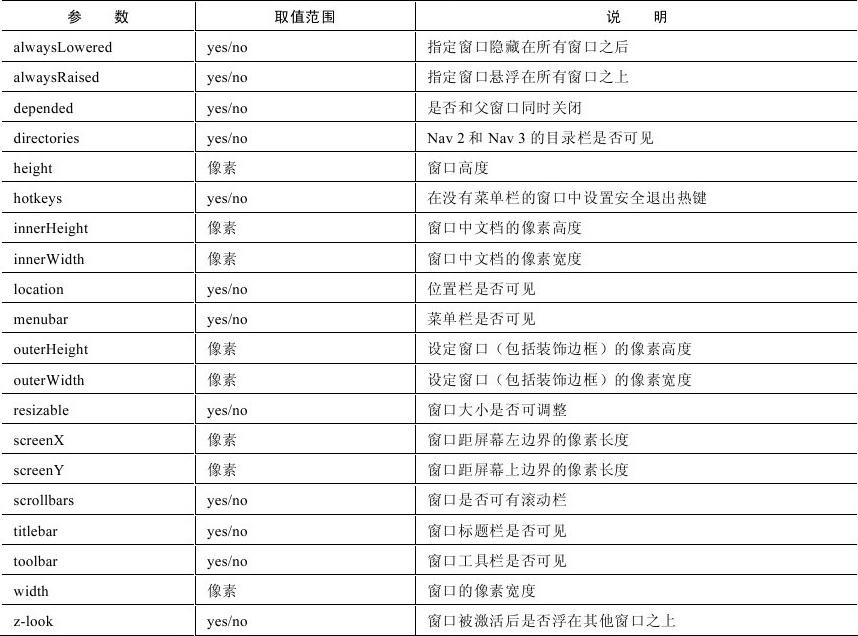 参 数 取值范围 说 明
alwaysLowered yes/no 指定窗口隐藏在所有窗口之后
alwaysRaised yes/no 指定窗口悬浮在所有窗口之上
depended yes/no 是否和父窗口同时关闭
directories yes/no Nav 2 和 Nav 3 的目录栏是否可见
height 像素 窗口高度
hotkeys yes/no 在没有菜单栏的窗口中设置安全退出热键
innerHeight 像素 窗口中文档的像素高度
innerWidth 像素 窗口中文档的像素宽度
location yes/no 位置栏是否可见
menubar yes/no 菜单栏是否可见
outerHeight 像素 设定窗口（包括装饰边框）的像素高度
outerWidth 像素 设定窗口（包括装饰边框）的像素宽度
resizable yes/no 窗口大小是否可调整
screenX 像素 窗口距屏幕左边界的像素长度
screenY 像素 窗口距屏幕上边界的像素长度
scrollbars yes/no 窗口是否可有滚动栏
titlebar yes/no 窗口标题栏是否可见
toolbar yes/no 窗口工具栏是否可见
width 像素 窗口的像素宽度
z-look yes/no 窗口被激活后是否浮在其他窗口之上